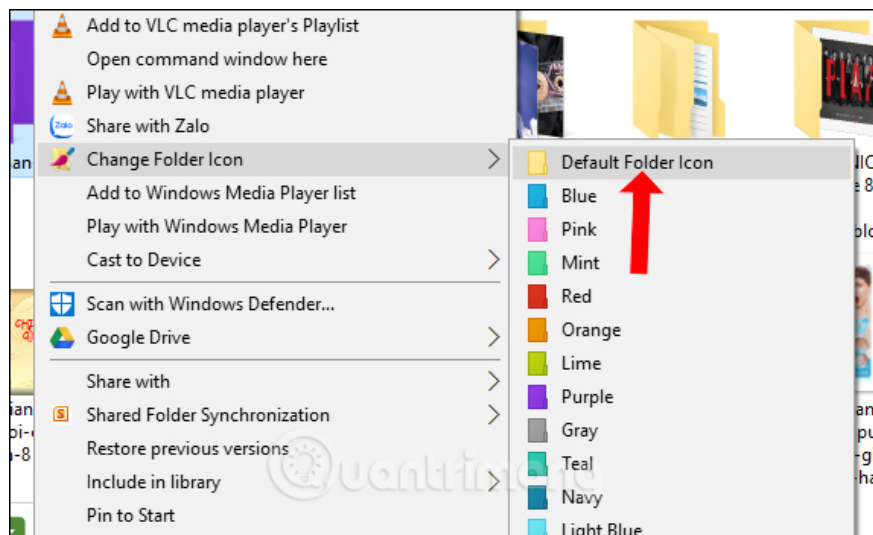 Add to VLC media player's Playlist
Open command window here
Play with VLC media player
Zalo
Share with Zalo
Change Folder Icon
Add to Windows Media Player list
Play with Windows Media Player
Cast to Device
Scan with Windows Defender...
Google Drive
Share with
S
Shared Folder Synchronization
Restore previous versions
Include in library
Pin to Start
Default Folder Icon
Blue
Pink
Mint
Red
Orange
Lime
Purple
Gray
Teal
Navy
Light Blue
Quantrimang